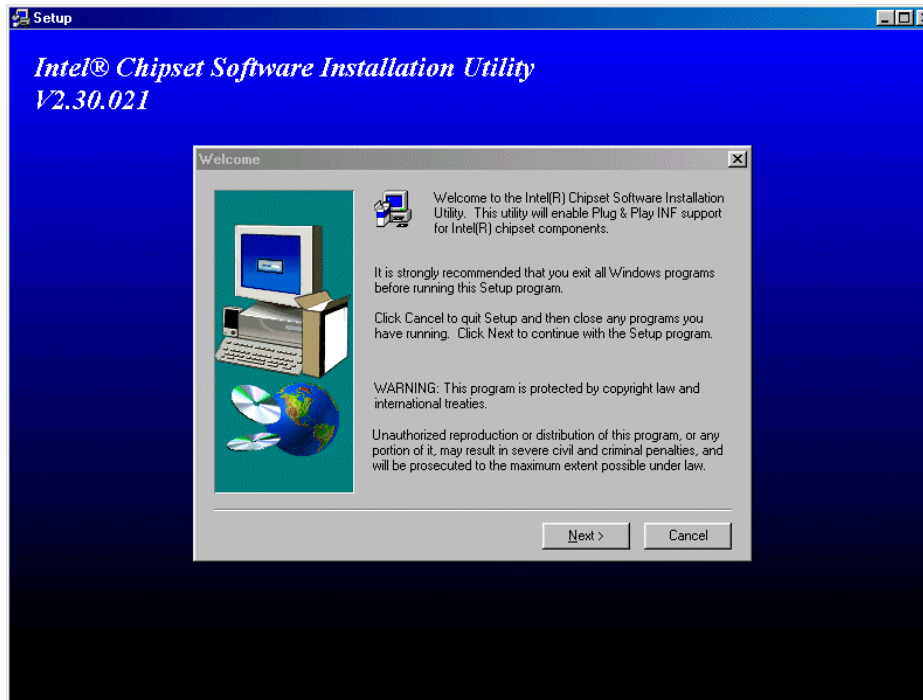 Setup
Intel® Chipset Software Installation Utility
V2.30.021
Welcome
Welcome to the Intel(R) Chipset Software Installation
Utility. This utility will enable Plug & Play INF support
for Intel(R) chipset components.
It is strongly recommended that you exit all Windows programs
before running this Setup program.
Click Cancel to quit Setup and then close any programs you
have running. Click Next to continue with the Setup program.
WARNING: This program is protected by copyright law and
international treaties.
Unauthorized reproduction or distribution of this program, or any
portion of it, may result in severe civil and criminal penalties, and
will be prosecuted to the maximum extent possible under law.
Next >
Cancel